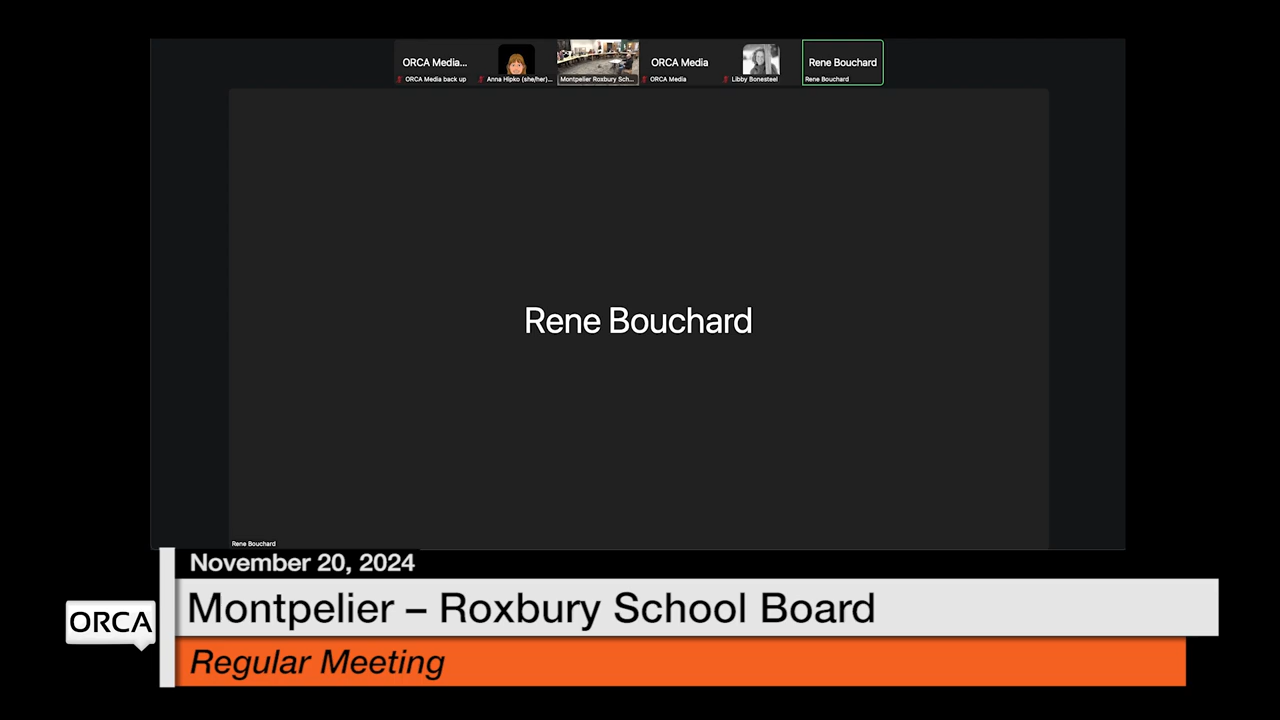 ORCA Media...
ORCA Media
Rene Bouchard
ORCA Media back up
Anna Hipko (she/her)...
Montpelier Roxbury Sch...
ORCA Media
Libby Bonesteel
Rene Bouchard
Rene Bouchard
Rene Bouchard
November 20, 2024
Montpelier – Roxbury School Board
ORCA
Regular Meeting